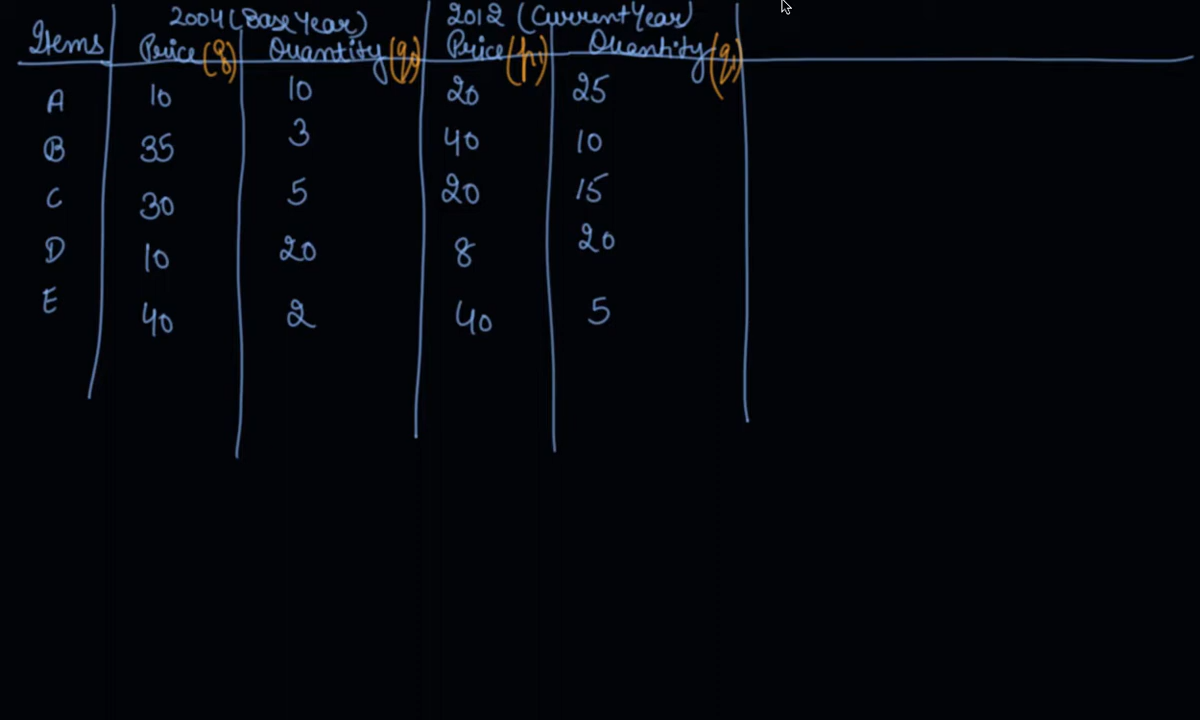 2004 (Base Year) 2012 (Current Year)
Items Price (q) Quantity (q₀) Price (p₁) Quantity (q₁)
A 10 10 20 25
B 35 3 40 10
C 30 5 20 15
D 10 20 8 20
E 40 2 40 5